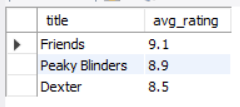 title avg_rating
Friends 9.1
Peaky Blinders 8.9
Dexter 8.5